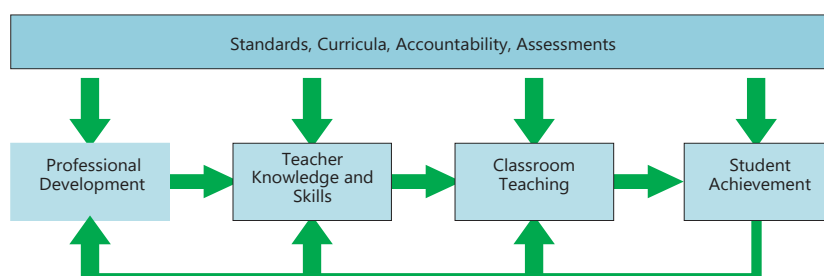 Standards, Curricula, Accountability, Assessments
Professional
Development
Teacher
Knowledge and
Skills
Classroom
Teaching
Student
Achievement